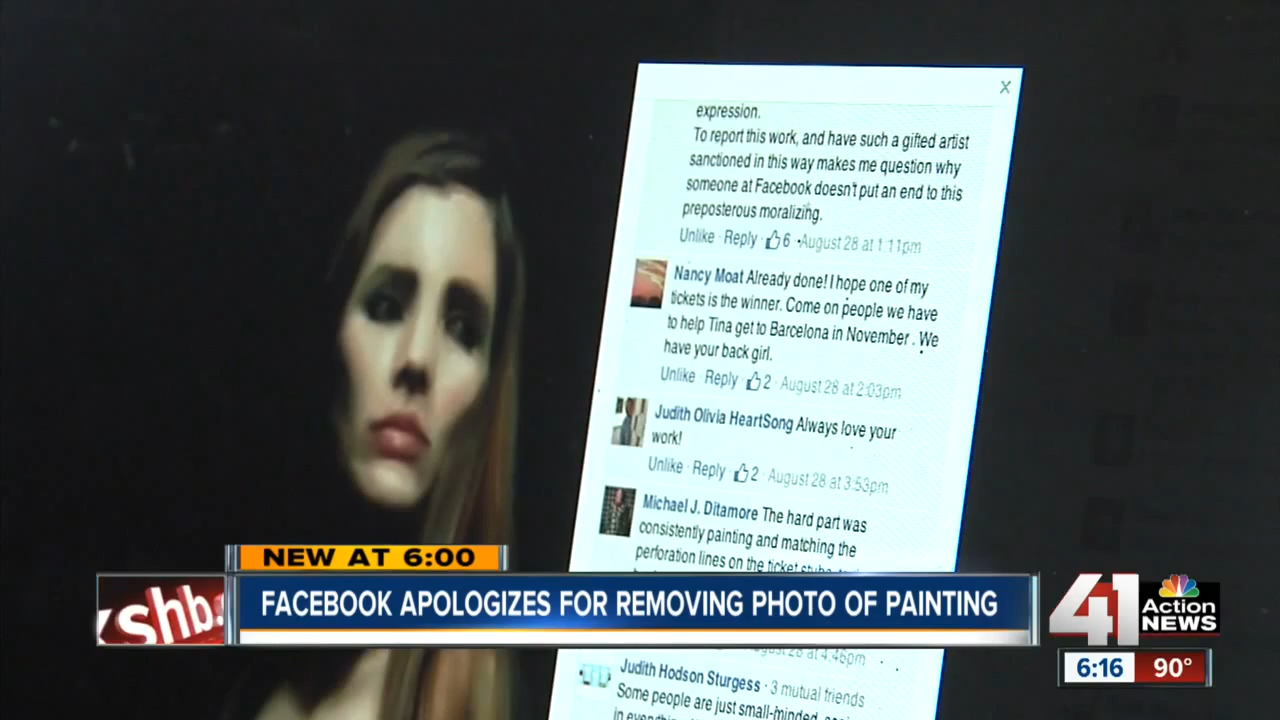 x
expression.
To report this work, and have such a gifted artist
sanctioned in this way makes me question why
someone at Facebook doesn't put an end to this
preposterous moralizing.
Unlike · Reply · 6 · August 28 at 1:11pm
Nancy Moat Already done! I hope one of my
tickets is the winner. Come on people we have
to help Tina get to Barcelona in November . We
have your back girl.
Unlike · Reply · 2 · August 28 at 2:03pm
Judith Olivia HeartSong Always love your
work!
Unlike · Reply · 2 · August 28 at 3:53pm
Michael J. Ditamore The hard part was
consistently painting and matching the
perforation lines on the ticket stubs,
August 28 at 4:46pm
Judith Hodson Sturgess · 3 mutual friends
Some people are just small-minded,
in
NEW AT 6:00
kshb.
FACEBOOK APOLOGIZES FOR REMOVING PHOTO OF PAINTING
41 Action NEWS
6:16 90°